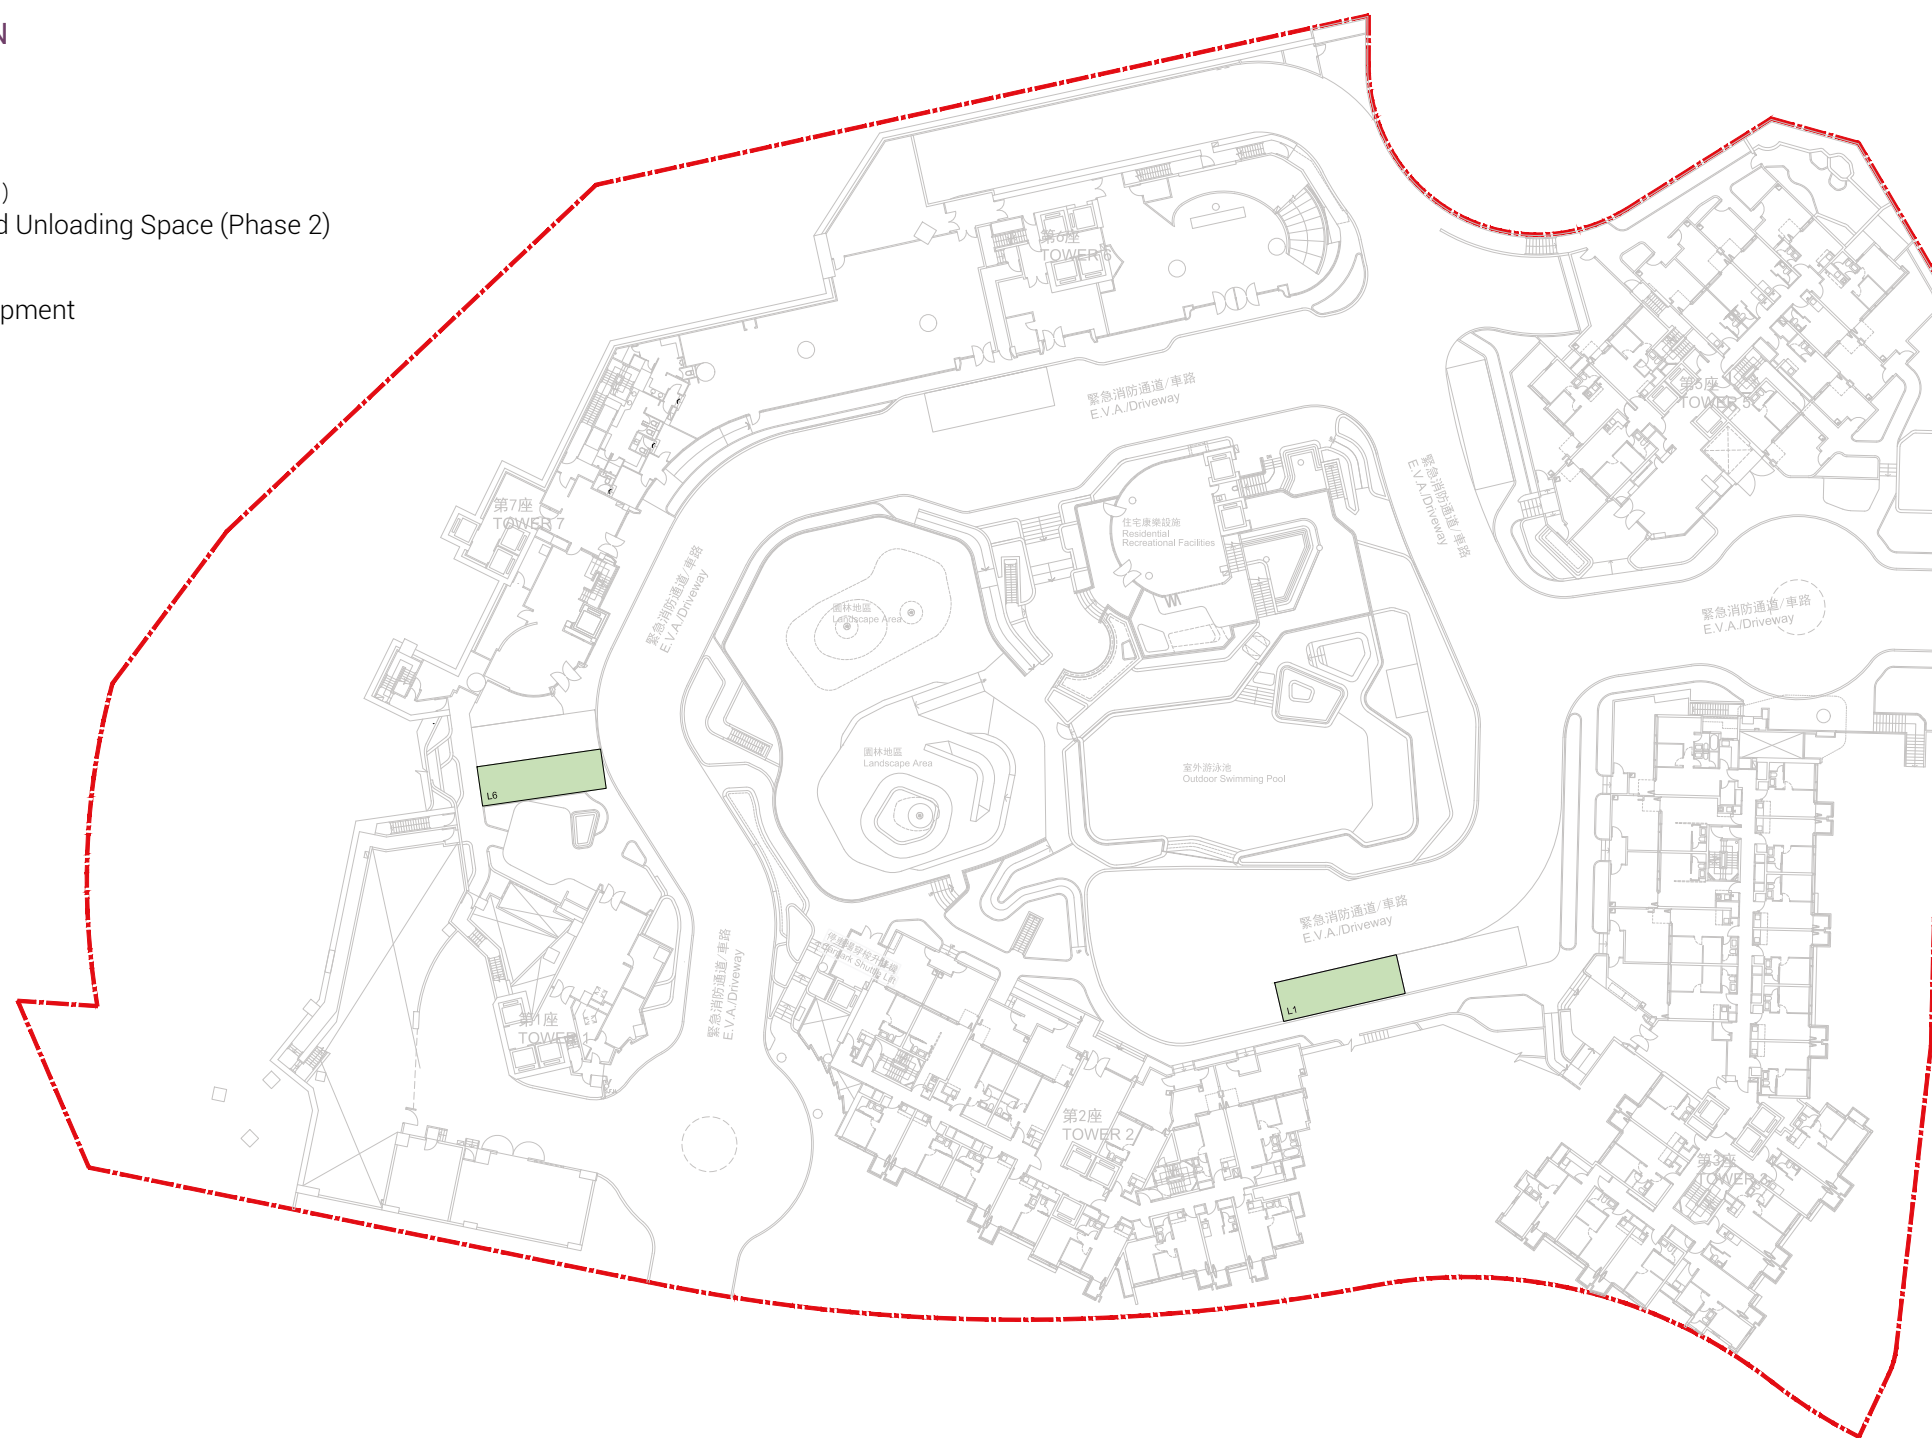 N
)
d Unloading Space (Phase 2)
pment
第6座
TOWER 6
緊急消防通道/車路
E.V.A./Driveway
第5座
TOWER 5
緊急消防通道/車路
E.V.A./Driveway
第7座
TOWER 7
住宅康樂設施
Residential
Recreational Facilities
緊急消防通道/車路
E.V.A./Driveway
園林地區
Landscape Area
緊急消防通道/車路
E.V.A./Driveway
園林地區
Landscape Area
室外游泳池
Outdoor Swimming Pool
L6
緊急消防通道/車路
E.V.A./Driveway
緊急消防通道/車路
E.V.A./Driveway
Carpark Shuttle Lift
L1
第1座
TOWER 1
第2座
TOWER 2
第3座
TOWER 3